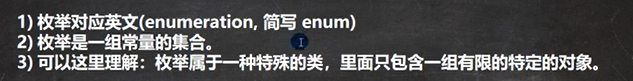 1) 枚举对应英文(enumeration, 简写 enum)
2) 枚举是一组常量的集合。
3) 可以这里理解：枚举属于一种特殊的类，里面只包含一组有限的特定的对象。